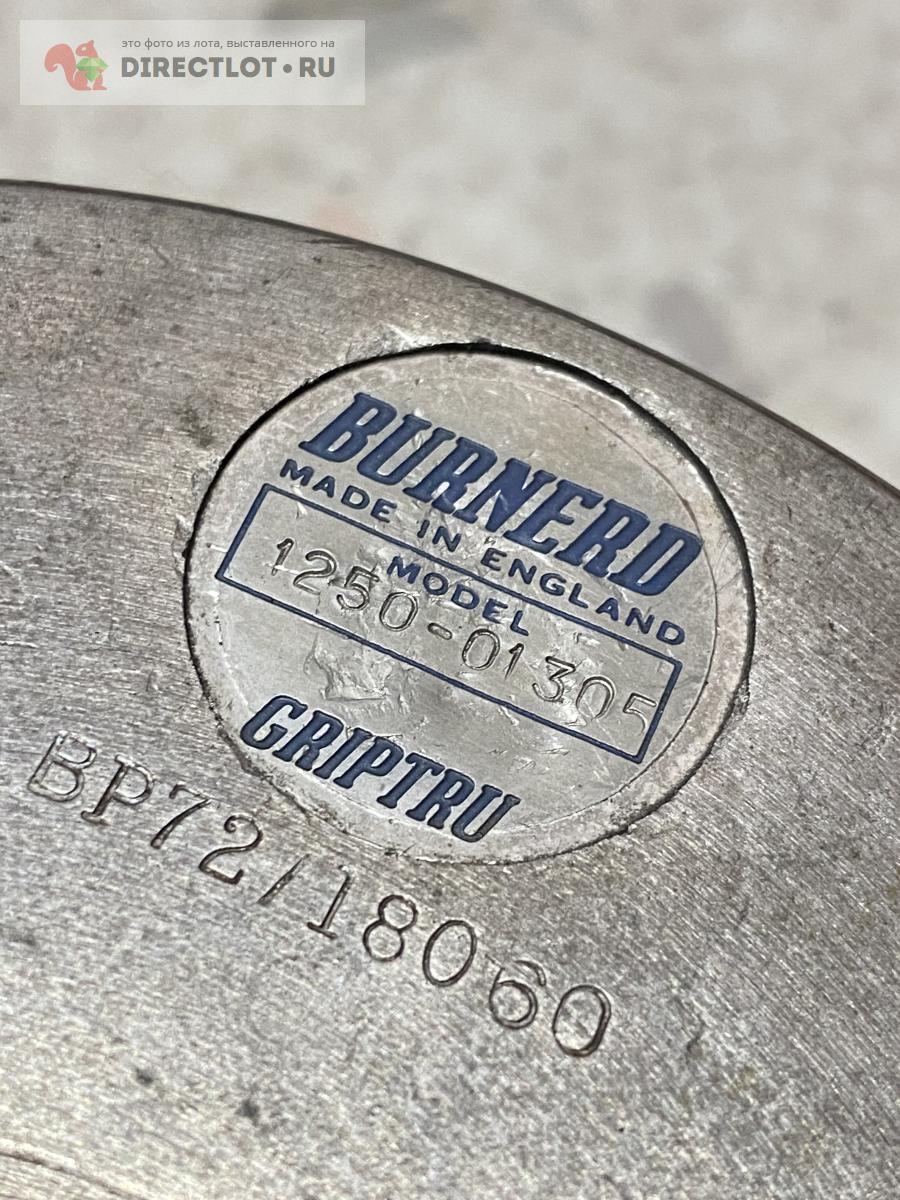 это фото из лота, выставленного на
DIRECTLOT•RU
BURNERD
MADE IN ENGLAND
MODEL
1250-01305
GRIPTRU
BP72/18060